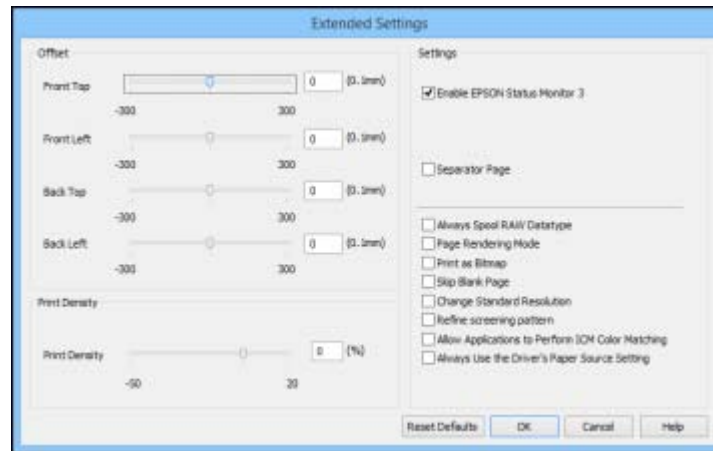 Extended Settings
Offset
Front Top 0 (0.1mm)
-300 300
Front Left 0 (0.1mm)
-300 300
Back Top 0 (0.1mm)
-300 300
Back Left 0 (0.1mm)
-300 300
Print Density
Print Density 0 (%)
-50 20
Settings
Enable EPSON Status Monitor 3
Separator Page
Always Spool RAW Datatype
Page Rendering Mode
Print as Bitmap
Skip Blank Page
Change Standard Resolution
Refine screening pattern
Allow Applications to Perform ICM Color Matching
Always Use the Driver's Paper Source Setting
Reset Defaults OK Cancel Help